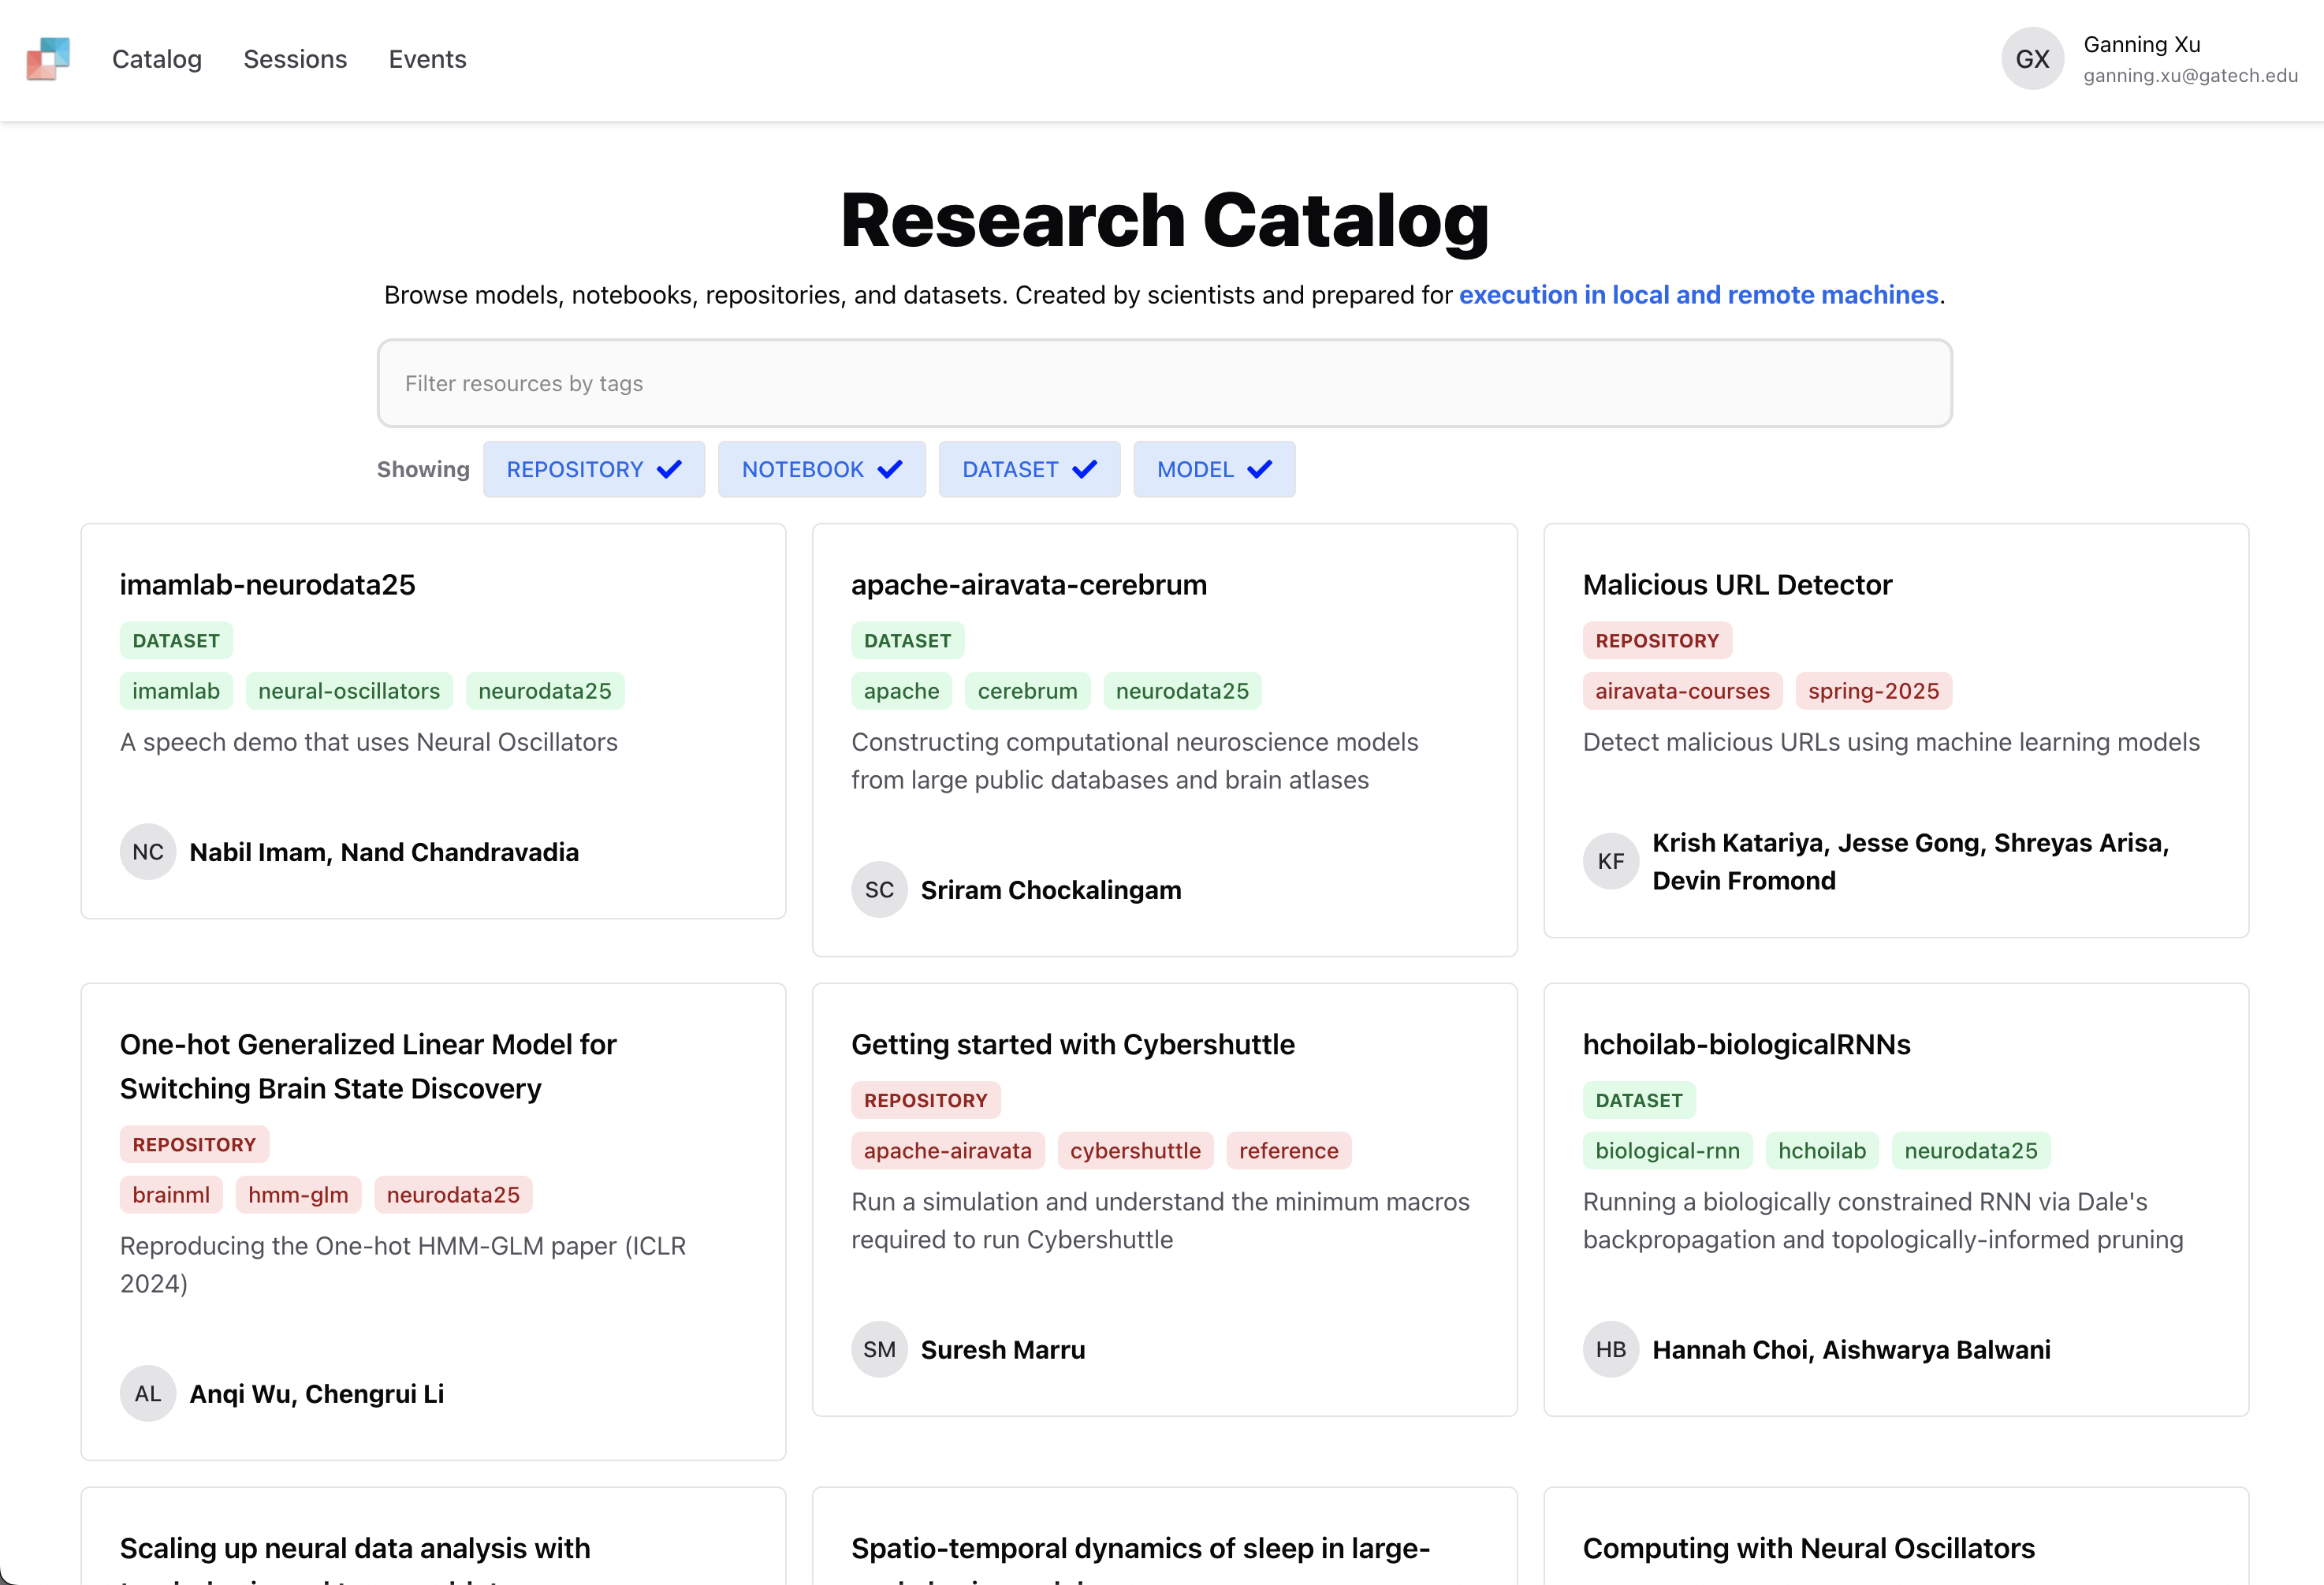 Catalog Sessions Events
GX
Ganning Xu
ganning.xu@gatech.edu
Research Catalog
Browse models, notebooks, repositories, and datasets. Created by scientists and prepared for execution in local and remote machines.
Filter resources by tags
Showing REPOSITORY NOTEBOOK DATASET MODEL
imamlab-neurodata25
DATASET
imamlab neural-oscillators neurodata25
A speech demo that uses Neural Oscillators
NC Nabil Imam, Nand Chandravadia
apache-airavata-cerebrum
DATASET
apache cerebrum neurodata25
Constructing computational neuroscience models
from large public databases and brain atlases
SC Sriram Chockalingam
Malicious URL Detector
REPOSITORY
airavata-courses spring-2025
Detect malicious URLs using machine learning models
KF
Krish Katariya, Jesse Gong, Shreyas Arisa,
Devin Fromond
One-hot Generalized Linear Model for
Switching Brain State Discovery
REPOSITORY
brainml hmm-glm neurodata25
Reproducing the One-hot HMM-GLM paper (ICLR
2024)
AL Anqi Wu, Chengrui Li
Getting started with Cybershuttle
REPOSITORY
apache-airavata cybershuttle reference
Run a simulation and understand the minimum macros
required to run Cybershuttle
SM Suresh Marru
hchoilab-biologicalRNNs
DATASET
biological-rnn hchoilab neurodata25
Running a biologically constrained RNN via Dale's
backpropagation and topologically-informed pruning
HB Hannah Choi, Aishwarya Balwani
Scaling up neural data analysis with
Spatio-temporal dynamics of sleep in large-
Computing with Neural Oscillators